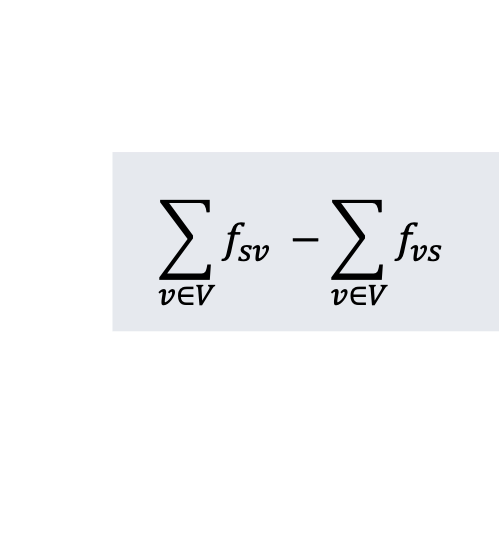 ∑_{v∈V} f_{sv} − ∑_{v∈V} f_{vs}